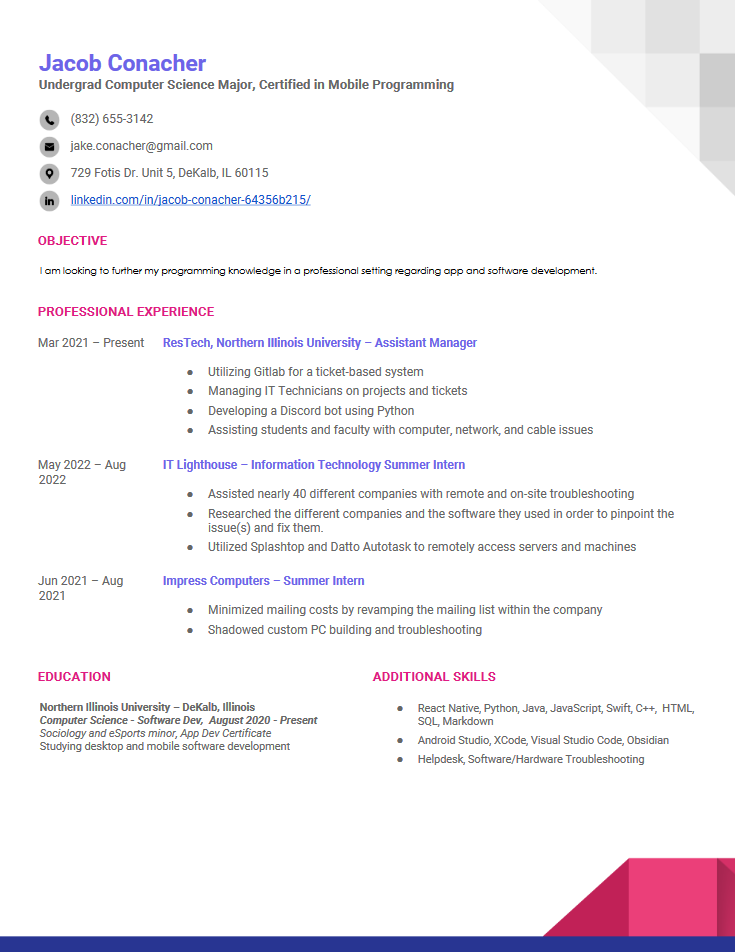 Jacob Conacher
Undergrad Computer Science Major, Certified in Mobile Programming
(832) 655-3142
jake.conacher@gmail.com
729 Fotis Dr. Unit 5, DeKalb, IL 60115
linkedin.com/in/jacob-conacher-64356b215/
OBJECTIVE
I am looking to further my programming knowledge in a professional setting regarding app and software development.
PROFESSIONAL EXPERIENCE
Mar 2021 – Present
ResTech, Northern Illinois University – Assistant Manager
● Utilizing Gitlab for a ticket-based system
● Managing IT Technicians on projects and tickets
● Developing a Discord bot using Python
● Assisting students and faculty with computer, network, and cable issues
May 2022 – Aug
2022
IT Lighthouse – Information Technology Summer Intern
● Assisted nearly 40 different companies with remote and on-site troubleshooting
● Researched the different companies and the software they used in order to pinpoint the
issue(s) and fix them.
● Utilized Splashtop and Datto Autotask to remotely access servers and machines
Jun 2021 – Aug
2021
Impress Computers – Summer Intern
● Minimized mailing costs by revamping the mailing list within the company
● Shadowed custom PC building and troubleshooting
EDUCATION
Northern Illinois University – DeKalb, Illinois
Computer Science - Software Dev, August 2020 - Present
Sociology and eSports minor, App Dev Certificate
Studying desktop and mobile software development
ADDITIONAL SKILLS
● React Native, Python, Java, JavaScript, Swift, C++, HTML,
SQL, Markdown
● Android Studio, XCode, Visual Studio Code, Obsidian
● Helpdesk, Software/Hardware Troubleshooting